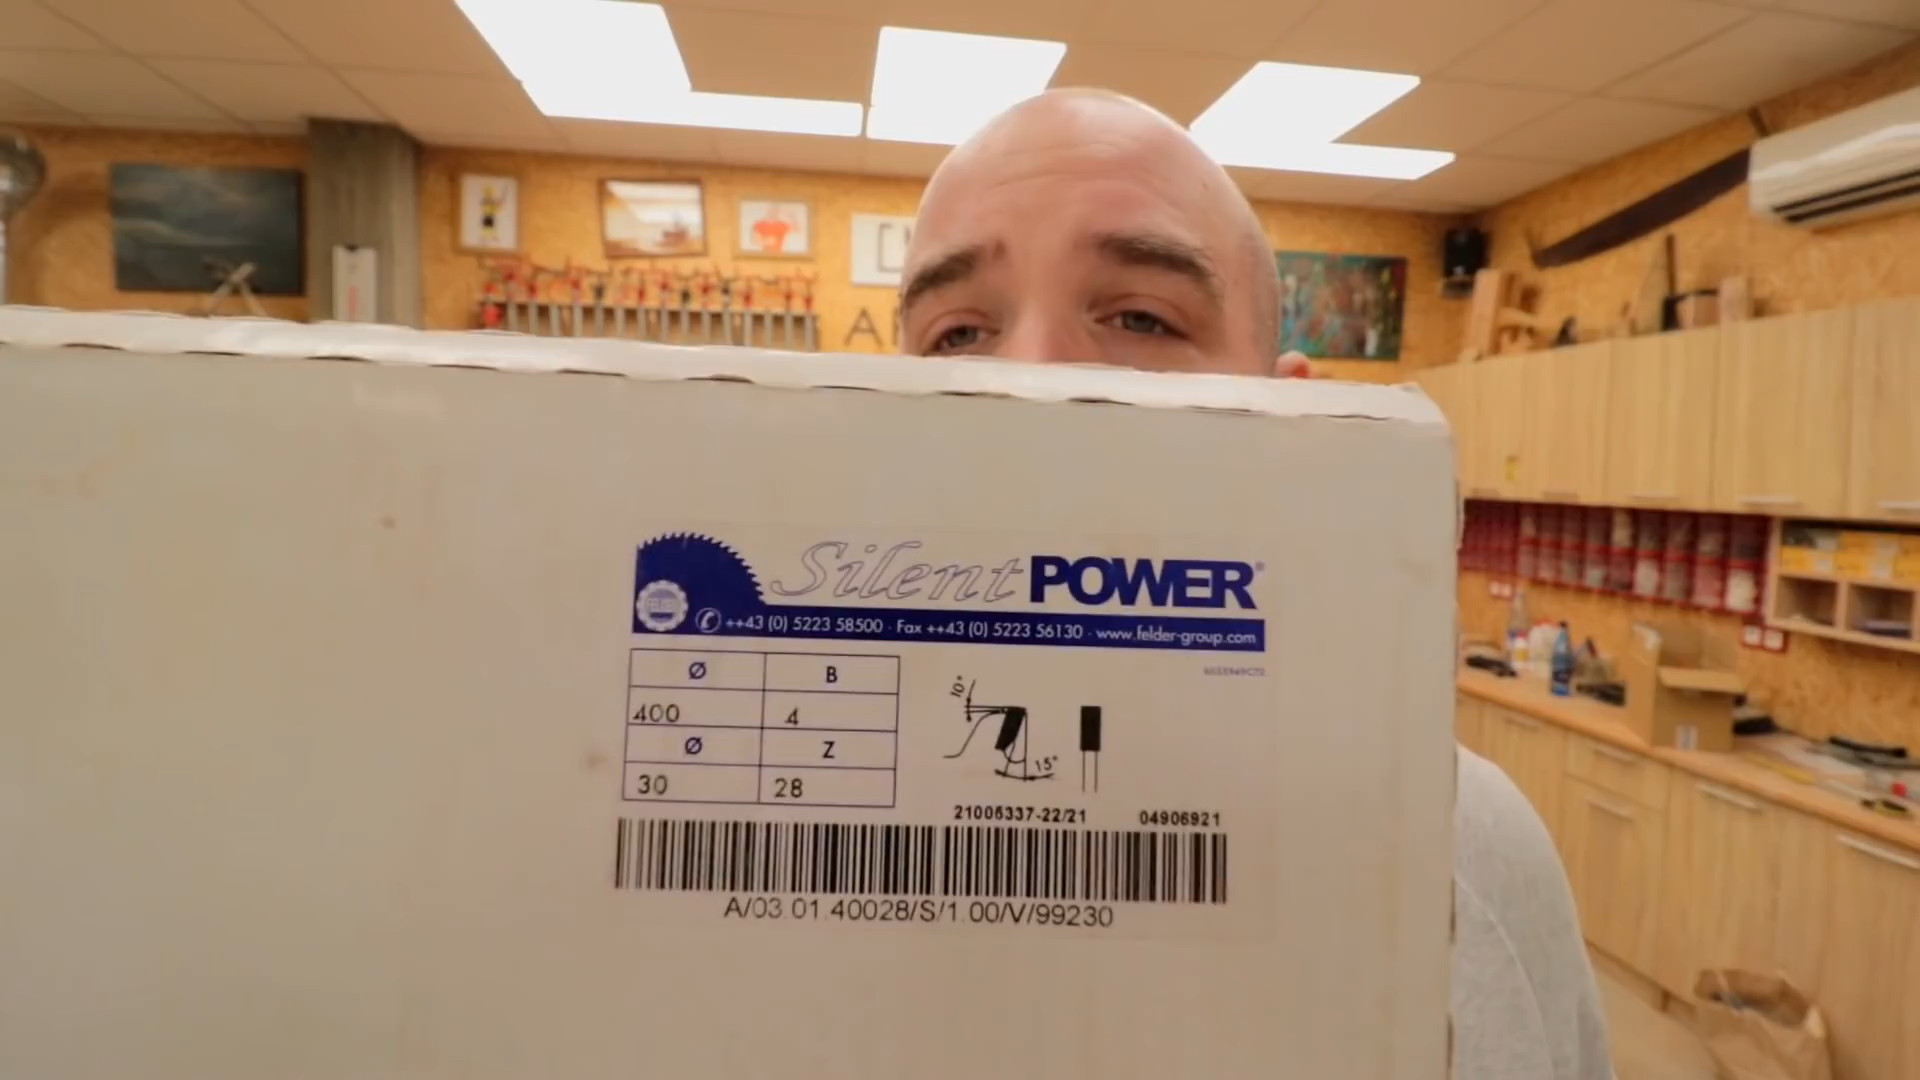 Silent POWER®
FELDER ++43 (0) 5223 58500 · Fax ++43 (0) 5223 56130 · www.felder-group.com
Ø B
400 4
Ø Z
30 28
10°
15°
21006337-22/21 04906921
A/03.01.40028/S/1.00/V/99230